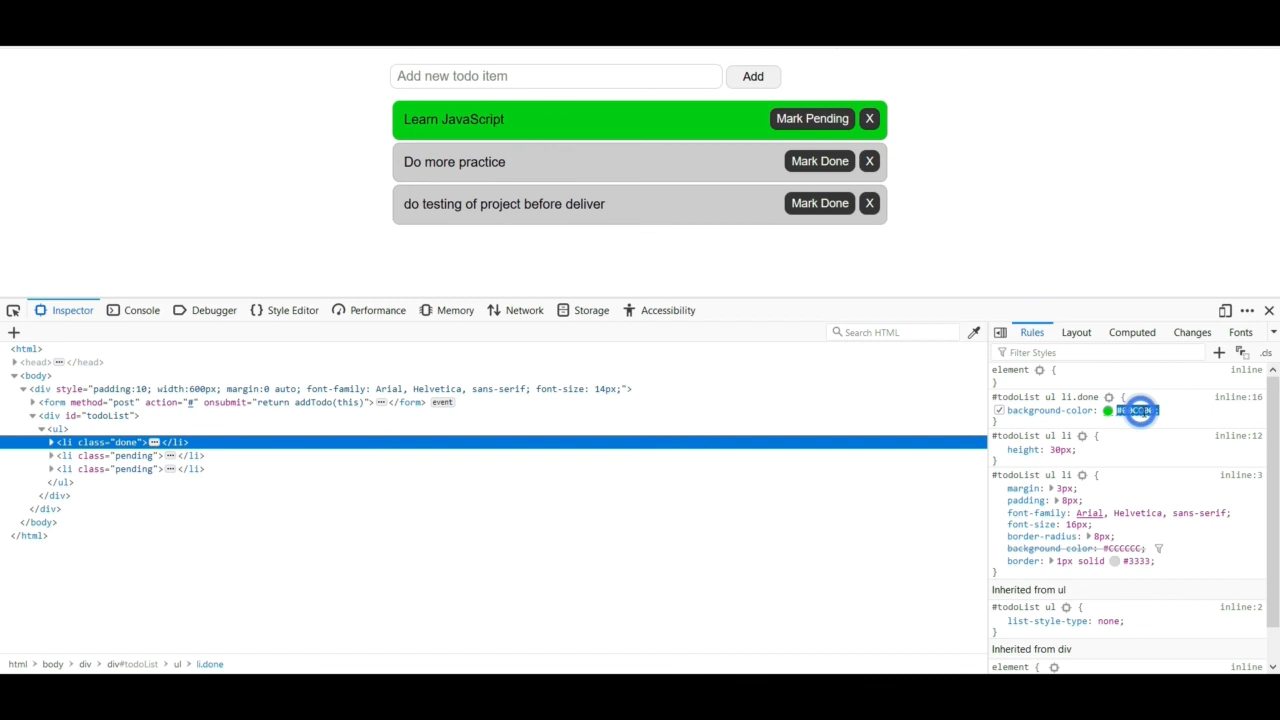 Add new todo item Add
Learn JavaScript Mark Pending X
Do more practice Mark Done X
do testing of project before deliver Mark Done X
Inspector Console Debugger {} Style Editor Performance Memory Network Storage Accessibility
+ Search HTML
Rules Layout Computed Changes Fonts
Filter Styles + .cls
<html>
<head></head>
<body>
<div style="padding:10; width:600px; margin:0 auto; font-family: Arial, Helvetica, sans-serif; font-size: 14px;">
<form method="post" action="#" onsubmit="return addTodo(this)"></form> event
<div id="todoList">
<ul>
<li class="done"></li>
<li class="pending"></li>
<li class="pending"></li>
</ul>
</div>
</div>
</body>
</html>
element { inline
}
#todoList ul li.done { inline:16
background-color:
}
#todoList ul li { inline:12
height: 30px;
}
#todoList ul li { inline:3
margin: 3px;
padding: 8px;
font-family: Arial, Helvetica, sans-serif;
font-size: 16px;
border-radius: 8px;
background-color: #CCCCCC;
border: 1px solid #3333;
}
Inherited from ul
#todoList ul { inline:2
list-style-type: none;
}
Inherited from div
element { inline
html > body > div > div#todoList > ul > li.done